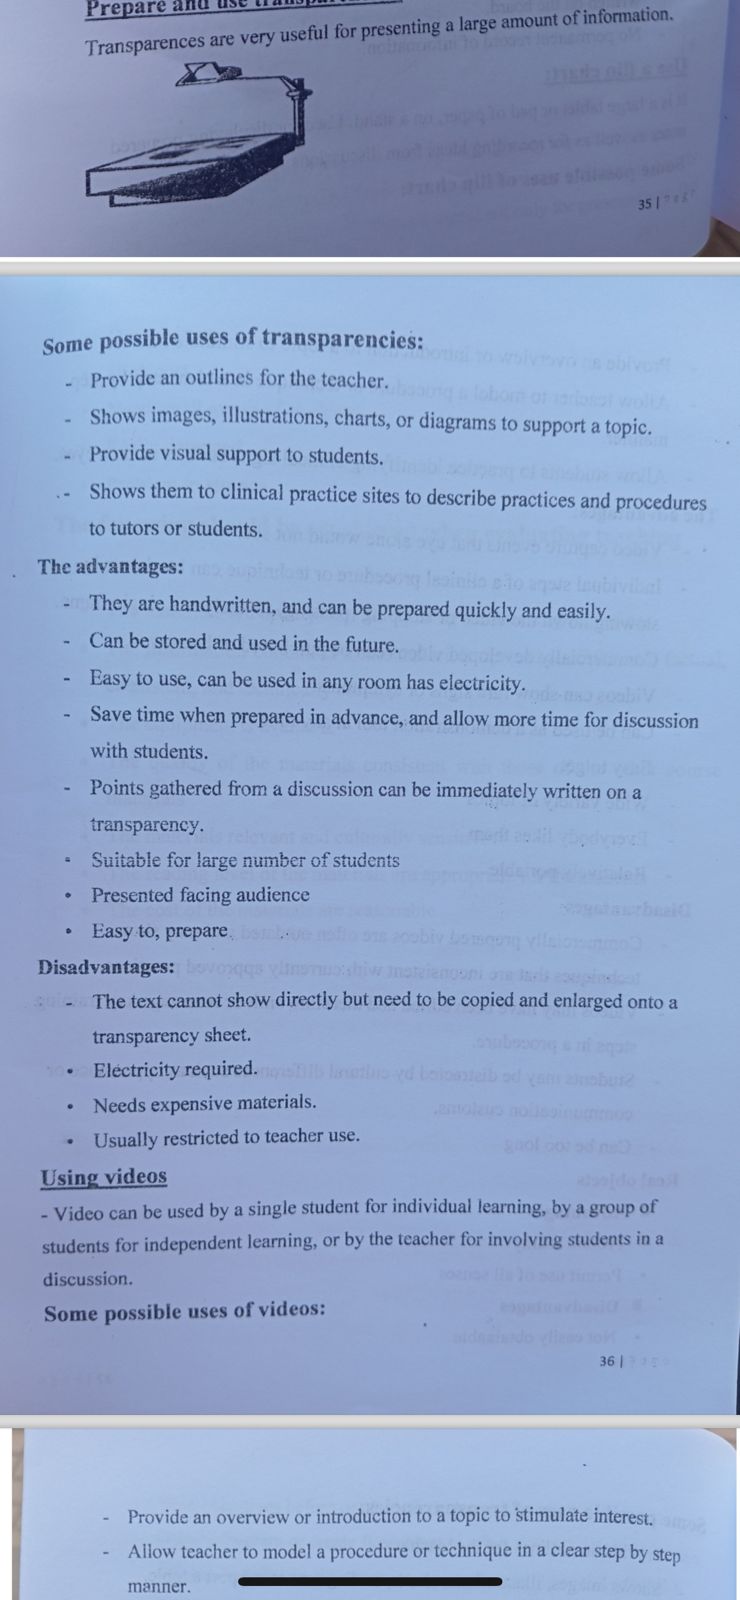 Prepare and use
Transparences are very useful for presenting a large amount of information.
35 |
Some possible uses of transparencies:
- Provide an outlines for the teacher.
- Shows images, illustrations, charts, or diagrams to support a topic.
- Provide visual support to students.
- Shows them to clinical practice sites to describe practices and procedures
to tutors or students.
The advantages:
- They are handwritten, and can be prepared quickly and easily.
- Can be stored and used in the future.
- Easy to use, can be used in any room has electricity.
- Save time when prepared in advance, and allow more time for discussion
with students.
- Points gathered from a discussion can be immediately written on a
transparency.
- Suitable for large number of students
• Presented facing audience
• Easy to, prepare.
Disadvantages:
- The text cannot show directly but need to be copied and enlarged onto a
transparency sheet.
• Electricity required.
• Needs expensive materials.
• Usually restricted to teacher use.
Using videos
- Video can be used by a single student for individual learning, by a group of
students for independent learning, or by the teacher for involving students in a
discussion.
Some possible uses of videos:
36 |
- Provide an overview or introduction to a topic to stimulate interest.
- Allow teacher to model a procedure or technique in a clear step by step
manner.